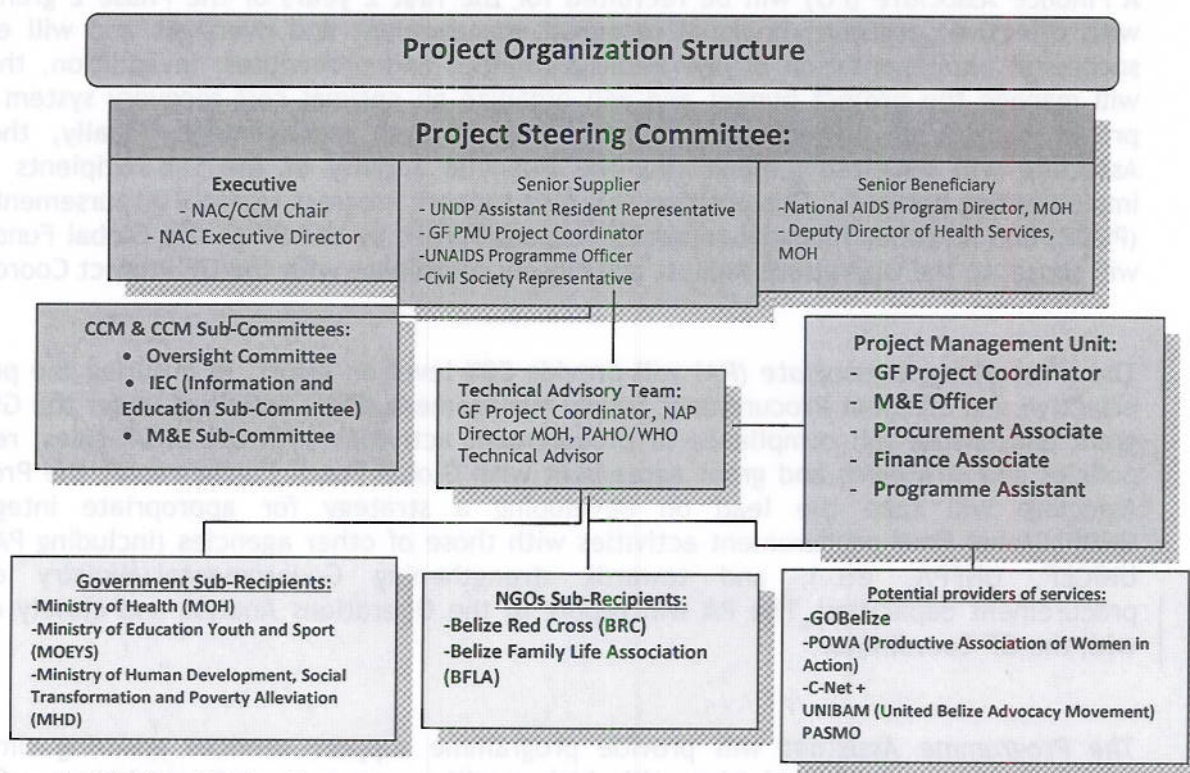 Project Organization Structure
Project Steering Committee:
Executive
- NAC/CCM Chair
- NAC Executive Director
Senior Supplier
- UNDP Assistant Resident Representative
-GF PMU Project Coordinator
-UNAIDS Programme Officer
-Civil Society Representative
Senior Beneficiary
-National AIDS Program Director, MOH
- Deputy Director of Health Services,
MOH
CCM & CCM Sub-Committees:
• Oversight Committee
• IEC (Information and
Education Sub-Committee)
M&E Sub-Committee
Technical Advisory Team:
GF Project Coordinator, NAP
Director MOH, PAHO/WHO
Technical Advisor
Project Management Unit:
GF Project Coordinator
- M&E Officer
- Procurement Associate
- Finance Associate
- Programme Assistant
Government Sub-Recipients:
-Ministry of Health (MOH)
-Ministry of Education Youth and Sport
(MOEYS)
-Ministry of Human Development, Social
Transformation and Poverty Alleviation
(MHD)
NGOs Sub-Recipients:
-Belize Red Cross (BRC)
-Belize Family Life Association
(BFLA)
Potential providers of services:
-GOBelize
-POWA (Productive Association of Women in
Action)
-C-Net +
UNIBAM (United Belize Advocacy Movement)
PASMO